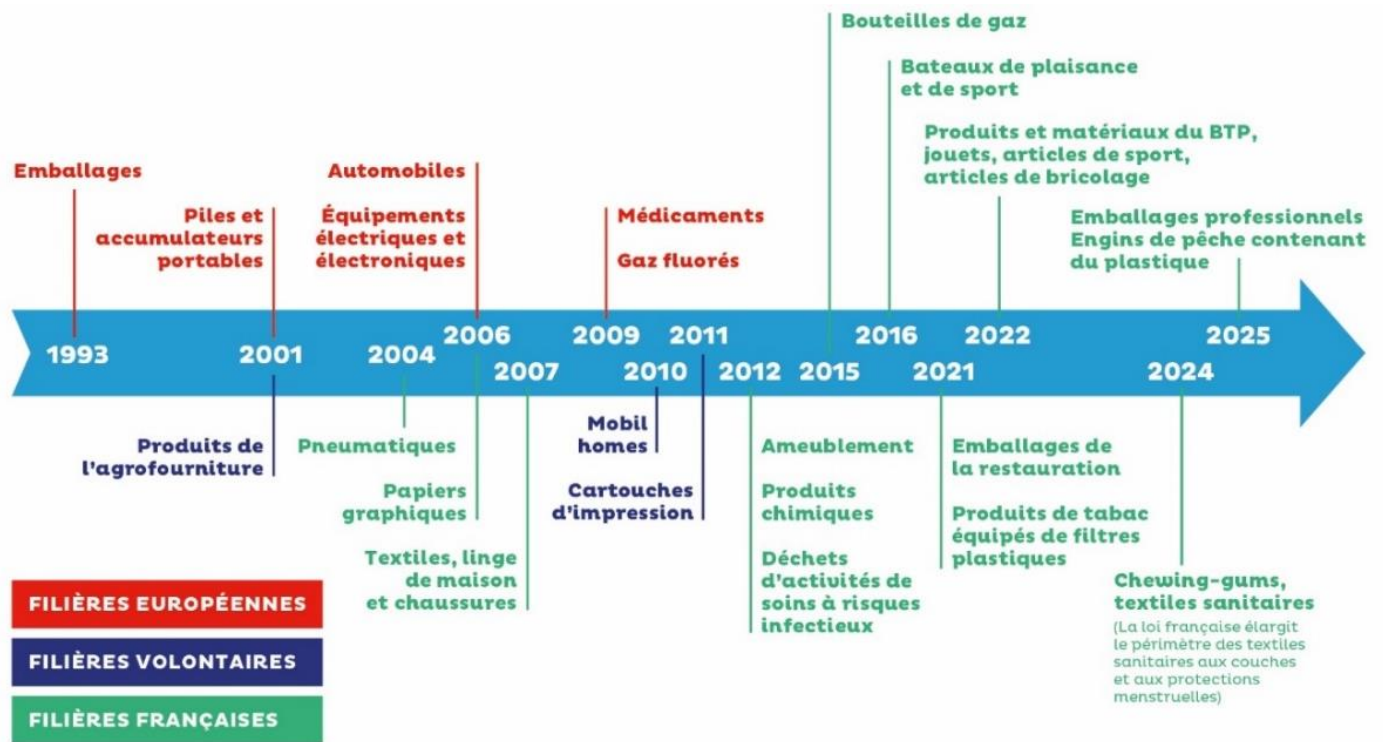 Bouteilles de gaz
Bateaux de plaisance
et de sport
Produits et matériaux du BTP,
jouets, articles de sport,
articles de bricolage
Emballages
Automobiles
Piles et
accumulateurs
portables
Équipements
électriques et
électroniques
Médicaments
Gaz fluorés
Emballages professionnels
Engins de pêche contenant
du plastique
1993
2001
2004
2006
2007
2009
2010
2011
2012
2015
2016
2021
2022
2024
2025
Produits de
l'agrofourniture
Pneumatiques
Papiers
graphiques
Textiles, linge
de maison
et chaussures
Mobil
homes
Cartouches
d'impression
Ameublement
Produits
chimiques
Déchets
d'activités de
soins à risques
infectieux
Emballages de
la restauration
Produits de tabac
équipés de filtres
plastiques
Chewing-gums,
textiles sanitaires
(La loi française élargit
le périmètre des textiles
sanitaires aux couches
et aux protections
menstruelles)
FILIÈRES EUROPÉENNES
FILIÈRES VOLONTAIRES
FILIÈRES FRANÇAISES